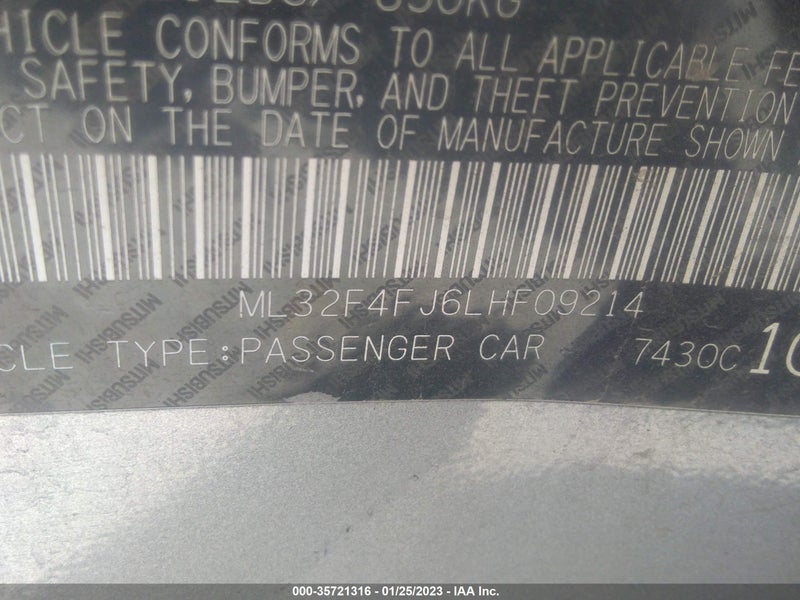 HICLE CONFORMS TO ALL APPLICABLE FE
SAFETY, BUMPER, AND THEFT PREVENTION
CT ON THE DATE OF MANUFACTURE SHOWN
ML32F4FJ6LHF09214
CLE TYPE:PASSENGER CAR 7430C 10
000-35721316 - 01/25/2023 - IAA Inc.